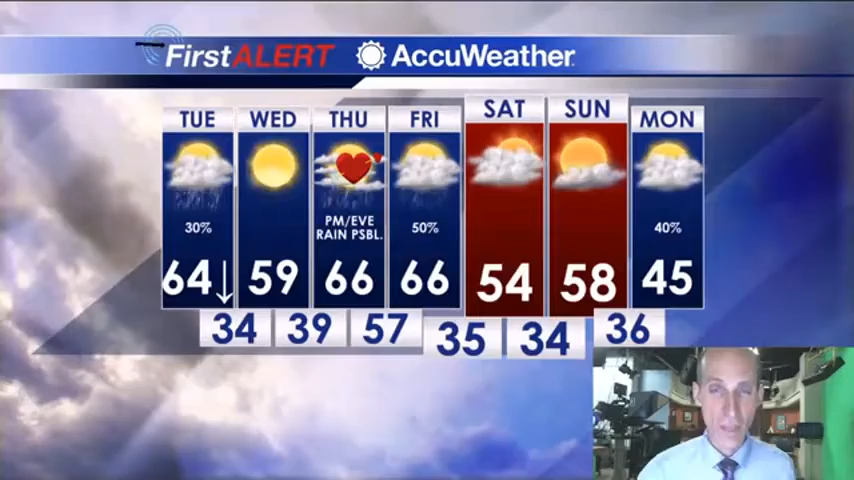 FirstALERT AccuWeather
TUE WED THU FRI SAT SUN MON
PM/EVE
30% RAIN PSBL. 50% 40%
64↓ 59 66 66 54 58 45
34 39 57 35 34 36